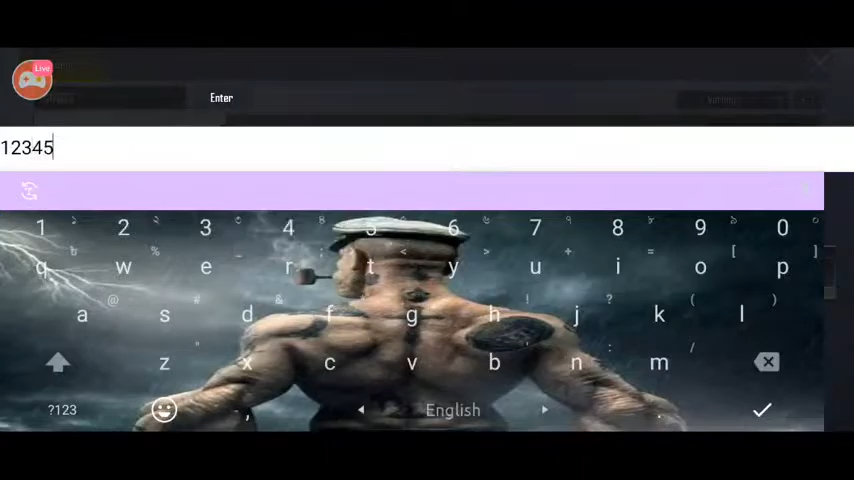 Live
Enter
12345
1 2 3 4 5 6 7 8 9 0
q w e r t y u i o p
a s d f g h j k l
z x c v b n m
?123 , English .